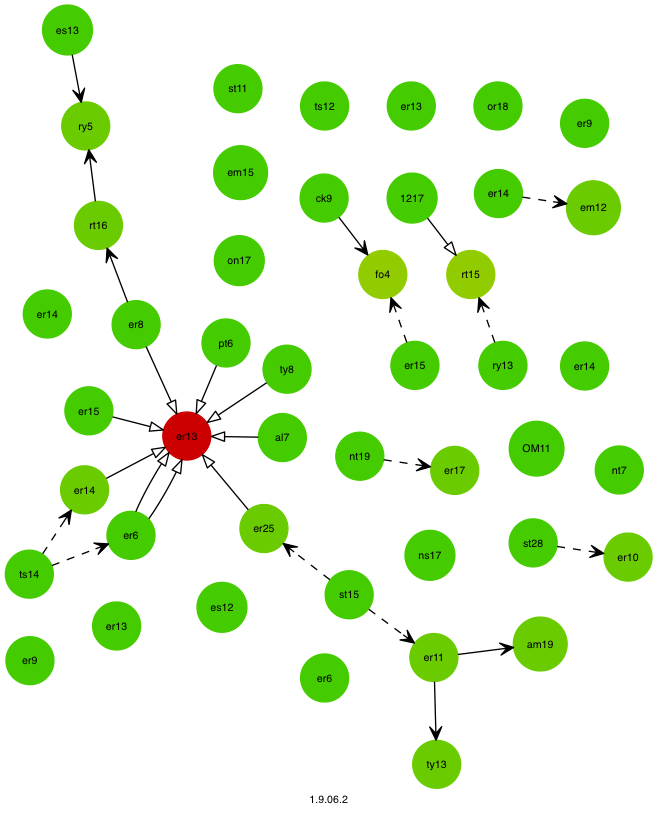 es13
st11
ts12
er13
or18
er9
ry5
em15
ck9
1217
er14
em12
rt16
on17
fo4
rt15
er14
er8
pt6
ty8
er15
ry13
er14
er15
er13
al7
nt19
er17
OM11
nt7
er14
er6
er25
ts14
ns17
st28
er10
es12
st15
er13
er9
er6
er11
am19
ty13
1.9.06.2